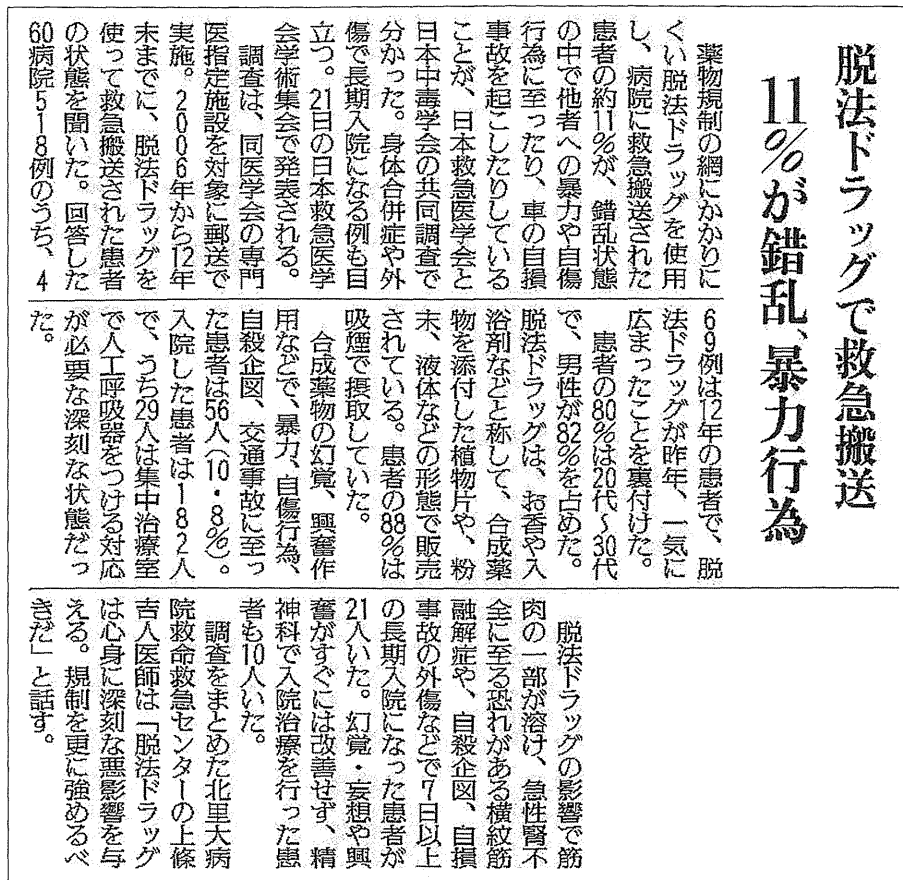 脱法ドラッグで救急搬送
11％が錯乱、暴力行為
薬物規制の網にかかりに
くい脱法ドラッグを使用
し、病院に救急搬送された
患者の約11％が、錯乱状態
の中で他者への暴力や自傷
行為に至ったり、車の自損
事故を起こしたりしている
ことが、日本救急医学会と
日本中毒学会の共同調査で
分かった。身体合併症や外
傷で長期入院になる例も目
立つ。21日の日本救急医学
会学術集会で発表される。
調査は、同医学会の専門
医指定施設を対象に郵送で
実施。2006年から12年
末までに、脱法ドラッグを
使って救急搬送された患者
の状態を聞いた。回答した
60病院518例のうち、4
69例は12年の患者で、脱
法ドラッグが昨年、一気に
広まったことを裏付けた。
患者の80％は20代〜30代
で、男性が82％を占めた。
脱法ドラッグは、お香や入
浴剤などと称して、合成薬
物を添付した植物片や、粉
末、液体などの形態で販売
されている。患者の88％は
吸煙で摂取していた。
合成薬物の幻覚、興奮作
用などで、暴力、自傷行為、
自殺企図、交通事故に至っ
た患者は56人（10・8％）。
入院した患者は182人
で、うち29人は集中治療室
で人工呼吸器をつける対応
が必要な深刻な状態だっ
た。
脱法ドラッグの影響で筋
肉の一部が溶け、急性腎不
全に至る恐れがある横紋筋
融解症や、自殺企図、自損
事故の外傷などで7日以上
の長期入院になった患者が
21人いた。幻覚・妄想や興
奮がすぐには改善せず、精
神科で入院治療を行った患
者も10人いた。
調査をまとめた北里大病
院救命救急センターの上條
吉人医師は「脱法ドラッグ
は心身に深刻な悪影響を与
える。規制を更に強めるべ
きだ」と話す。